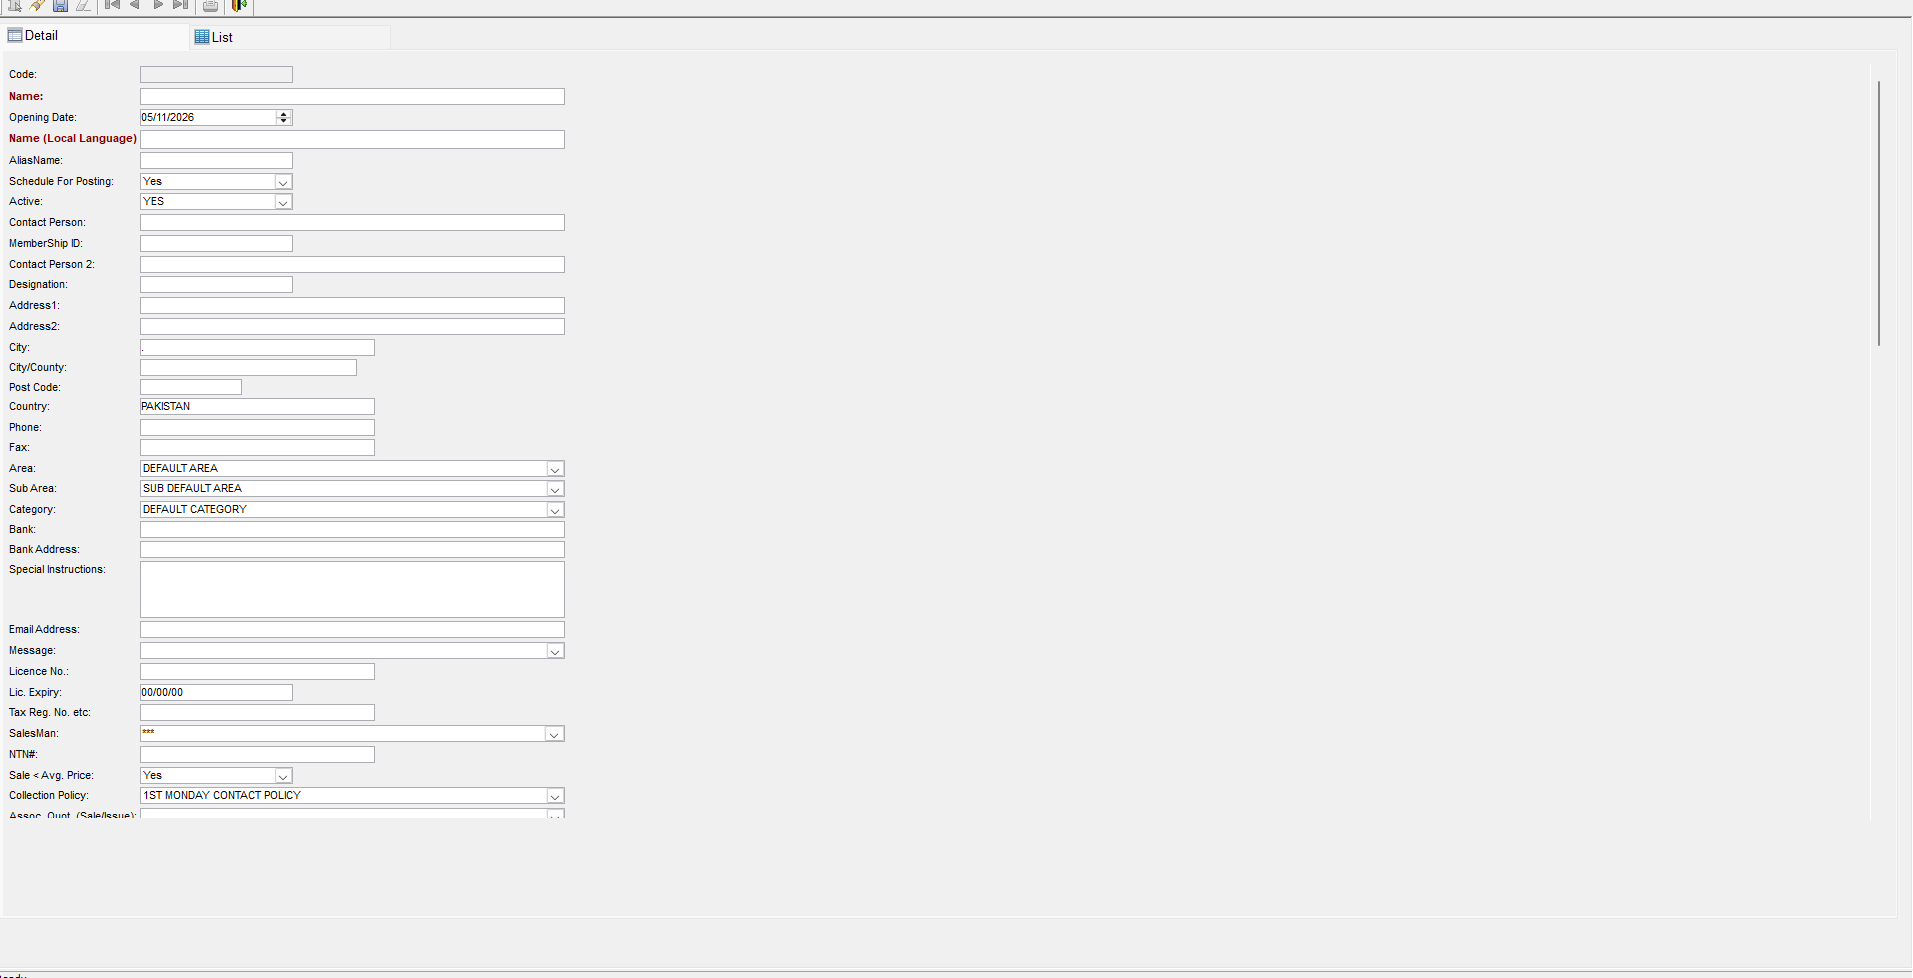 Detail
List
Code:
Name:
Opening Date: 05/11/2026
Name (Local Language)
AliasName:
Schedule For Posting: Yes
Active: YES
Contact Person:
MemberShip ID:
Contact Person 2:
Designation:
Address1:
Address2:
City: .
City/County:
Post Code:
Country: PAKISTAN
Phone:
Fax:
Area: DEFAULT AREA
Sub Area: SUB DEFAULT AREA
Category: DEFAULT CATEGORY
Bank:
Bank Address:
Special Instructions:
Email Address:
Message:
Licence No.:
Lic. Expiry: 00/00/00
Tax Reg. No. etc:
SalesMan: ***
NTN#:
Sale < Avg. Price: Yes
Collection Policy: 1ST MONDAY CONTACT POLICY
Assoc. Quot. (Sale/Issue):